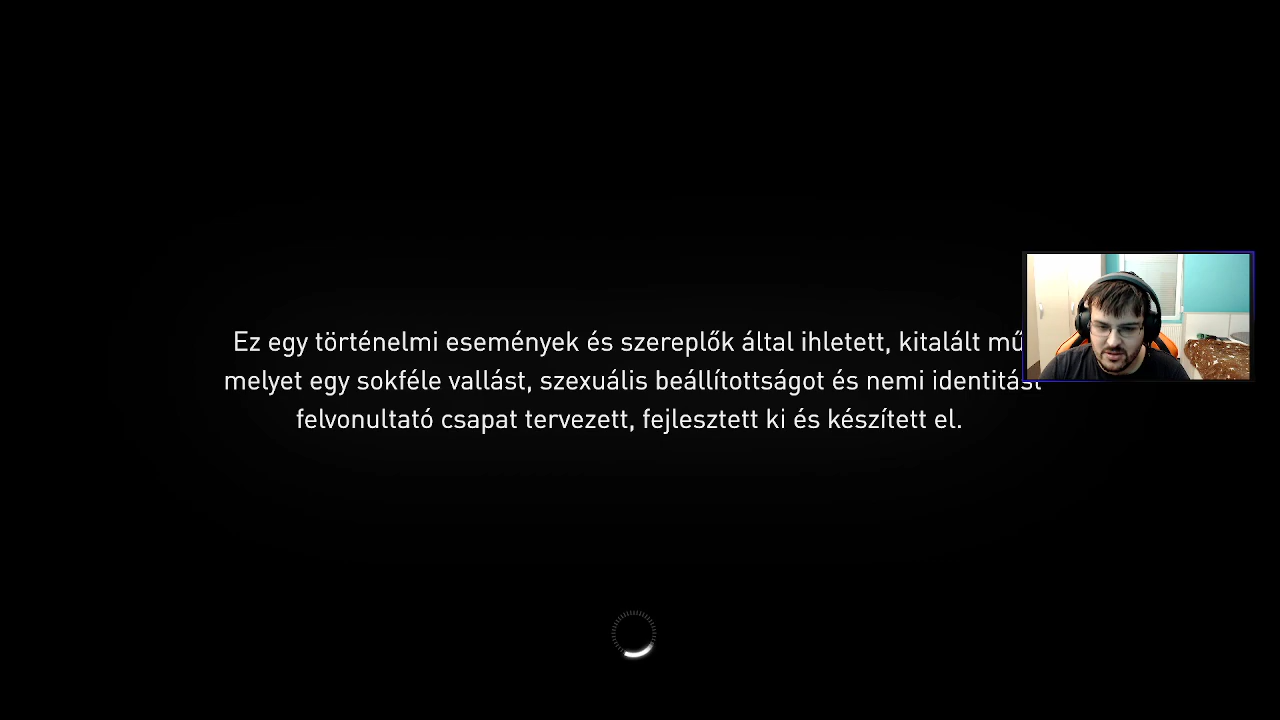 Ez egy történelmi események és szereplők által ihletett, kitalált mű
melyet egy sokféle vallást, szexuális beállítottságot és nemi identitást
felvonultató csapat tervezett, fejlesztett ki és készített el.